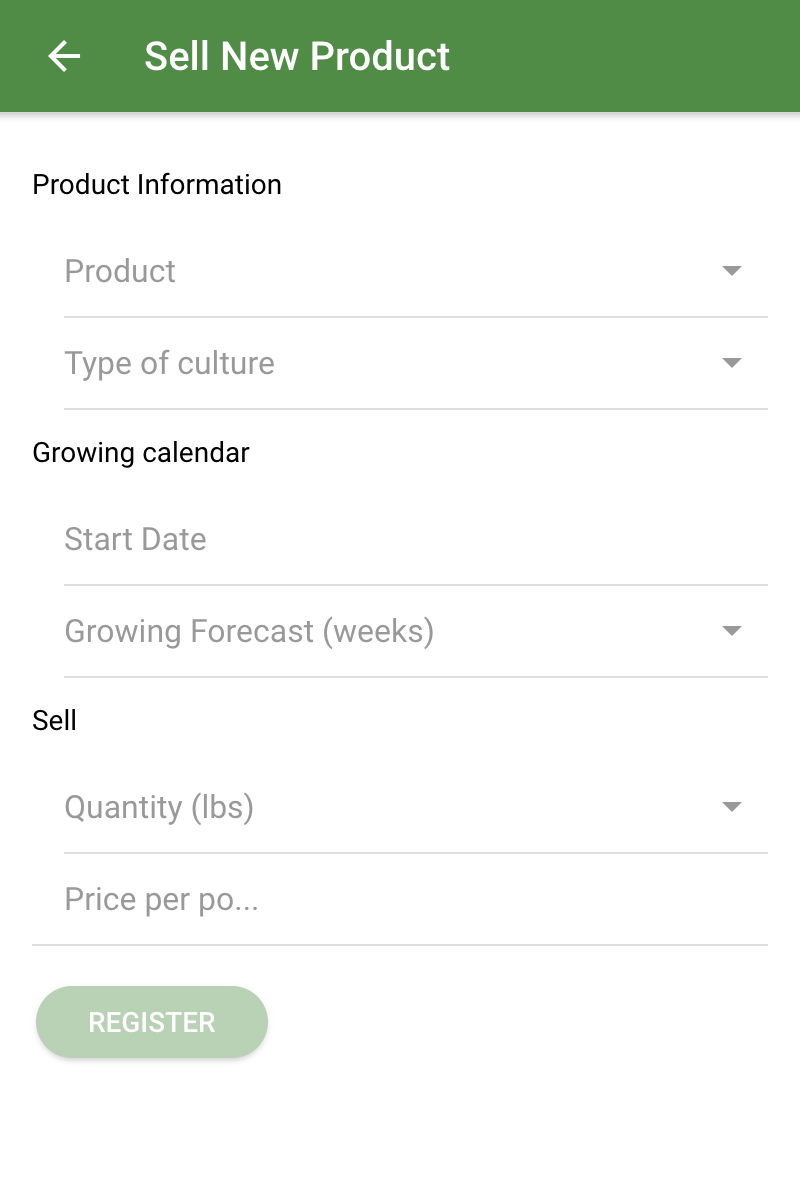 Sell New Product
Product Information
Product
Type of culture
Growing calendar
Start Date
Growing Forecast (weeks)
Sell
Quantity (lbs)
Price per po...
REGISTER